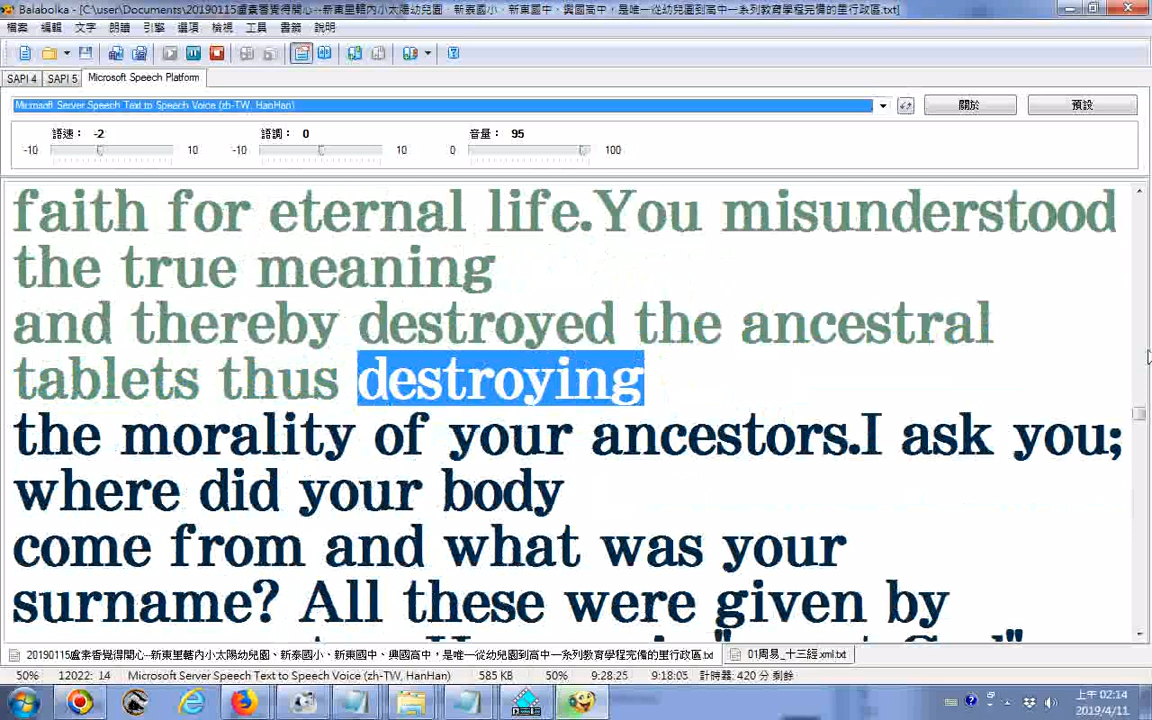 Balabolka - [C:\user\Documents\20190115盧素香覺得開心--新東里轄內小太陽幼兒園、新泰國小、新東國中、興國高中，是唯一從幼兒園到高中一系列教育學程完備的里行政區.txt]
檔案 編輯 文字 朗讀 引擎 選項 檢視 工具 書籤 說明
SAPI 4 SAPI 5 Microsoft Speech Platform
Microsoft Server Speech Text to Speech Voice (zh-TW, HanHan) 關於 預設
語速： -2 語調： 0 音量： 95
-10 10 -10 10 0 100
faith for eternal life.You misunderstood
the true meaning
and thereby destroyed the ancestral
tablets thus destroying
the morality of your ancestors.I ask you;
where did your body
come from and what was your
surname? All these were given by
20190115盧素香覺得開心--新東里轄內小太陽幼兒園、新泰國小、新東國中、興國高中，是唯一從幼兒園到高中一系列教育學程完備的里行政區.txt 01周易_十三經.xml.txt
50% 12022: 14 Microsoft Server Speech Text to Speech Voice (zh-TW, HanHan) 585 KB 50% 9:28:25 9:18:05 計時器: 420 分 剩餘
上午 02:14
2019/4/11